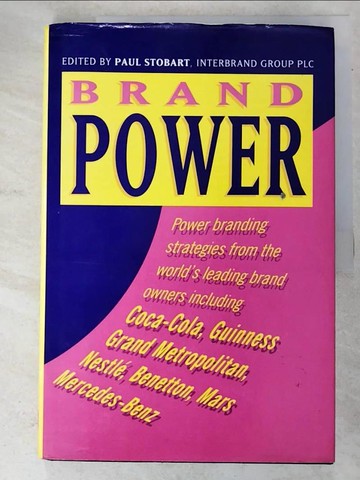 EDITED BY PAUL STOBART, INTERBRAND GROUP PLC
BRAND
POWER
Power branding
strategies from the
world's leading brand
owners including
Coca-Cola, Guinness
Grand Metropolitan,
Nestlé, Benetton, Mars
Mercedes-Benz